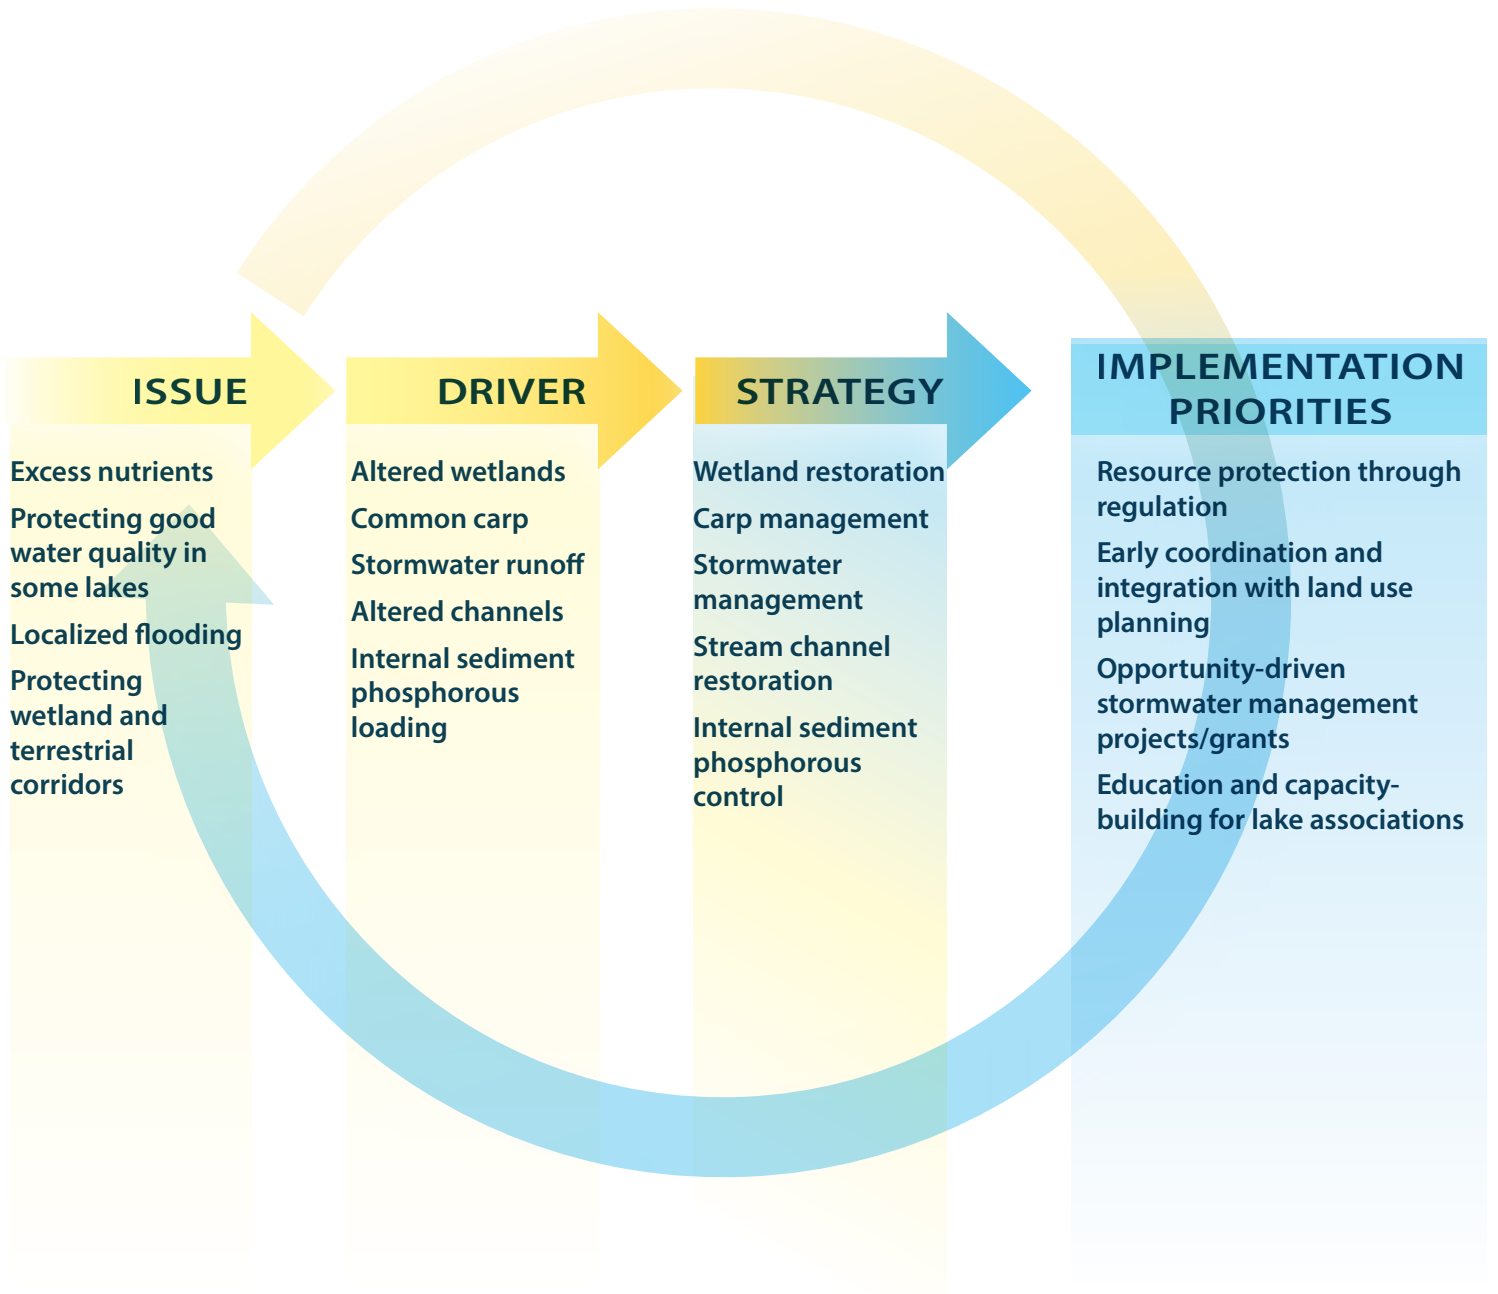 ISSUE
Excess nutrients
Protecting good
water quality in
some lakes
Localized flooding
Protecting
wetland and
terrestrial
corridors
DRIVER
Altered wetlands
Common carp
Stormwater runoff
Altered channels
Internal sediment
phosphorous
loading
STRATEGY
Wetland restoration
Carp management
Stormwater
management
Stream channel
restoration
Internal sediment
phosphorous
control
IMPLEMENTATION
PRIORITIES
Resource protection through
regulation
Early coordination and
integration with land use
planning
Opportunity-driven
stormwater management
projects/grants
Education and capacity-
building for lake associations